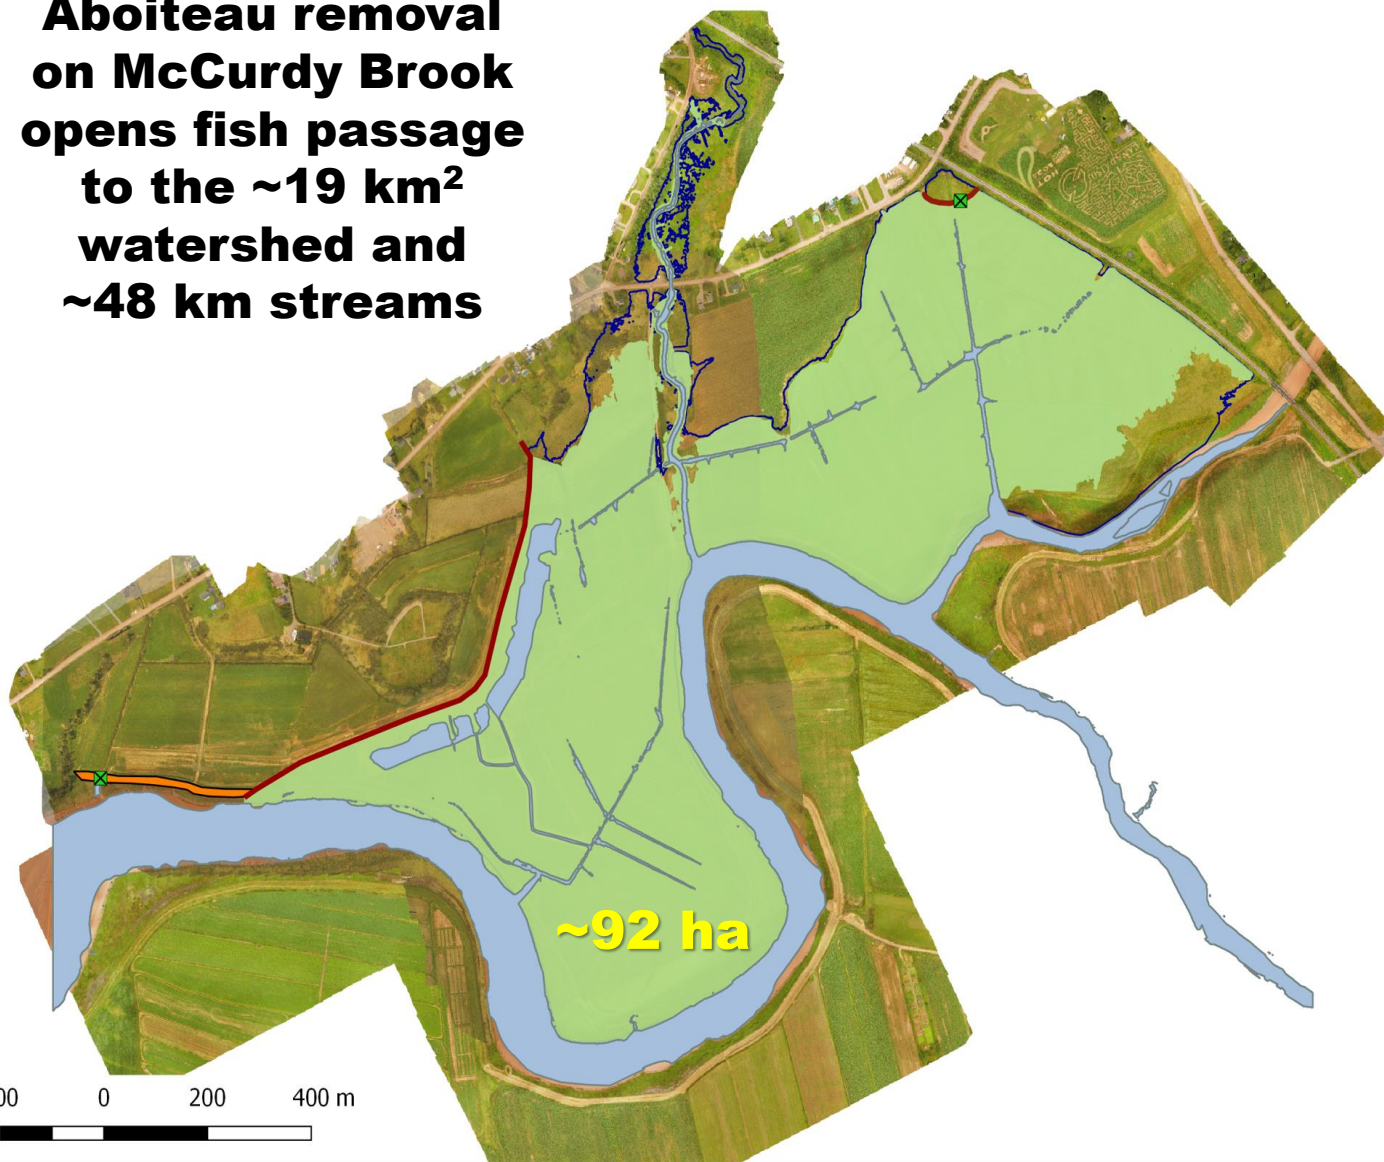 Aboiteau removal
on McCurdy Brook
opens fish passage
to the ~19 km²
watershed and
~48 km streams
~92 ha
00 0 200 400 m